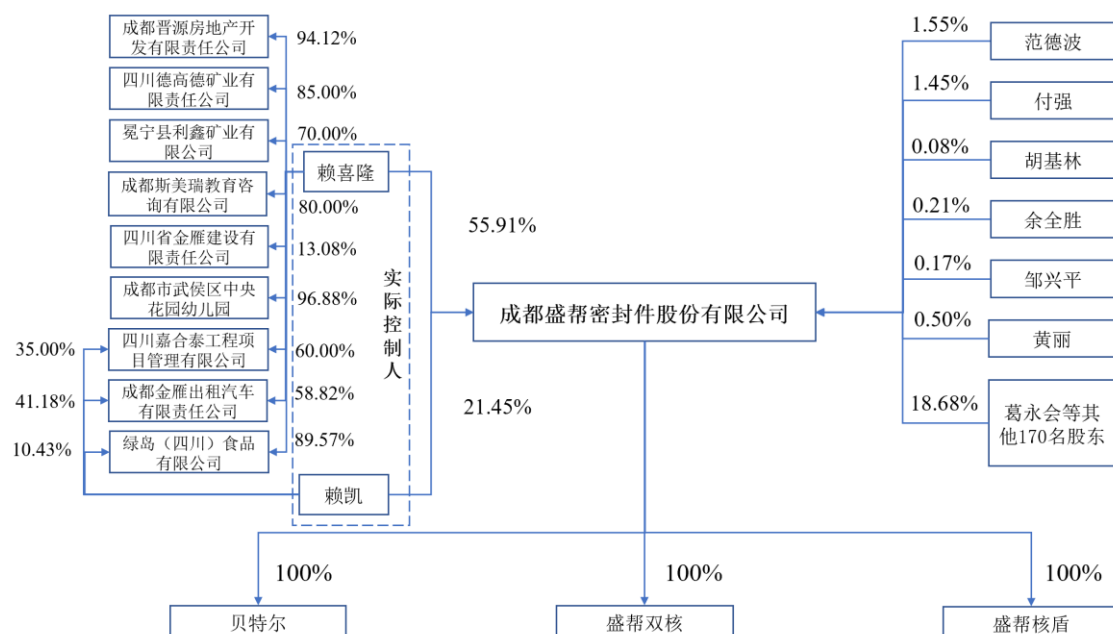 成都晋源房地产开
发有限责任公司
94.12%
四川德高德矿业有
限责任公司
85.00%
冕宁县利鑫矿业有
限公司
70.00%
成都斯美瑞教育咨
询有限公司
80.00%
四川省金雁建设有
限责任公司
13.08%
成都市武侯区中央
花园幼儿园
96.88%
35.00%
四川嘉合泰工程项
目管理有限公司
60.00%
41.18%
成都金雁出租汽车
有限责任公司
58.82%
10.43%
绿岛（四川）食品
有限公司
89.57%
赖喜隆
实际控制人
赖凯
55.91%
21.45%
成都盛帮密封件股份有限公司
1.55%
范德波
1.45%
付强
0.08%
胡基林
0.21%
余全胜
0.17%
邹兴平
0.50%
黄丽
18.68%
葛永会等其
他170名股东
100%
100%
100%
贝特尔
盛帮双核
盛帮核盾